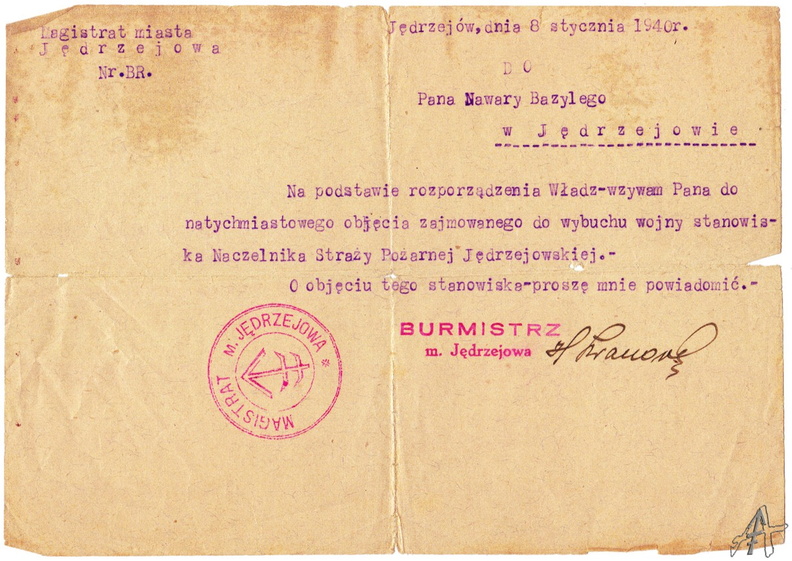 Magistrat miasta
Jędrzejowa
Nr.BR.
Jędrzejów,dnia 8 stycznia 1940r.
DO
Pana Nawary Bazylego
w Jędrzejowie
Na podstawie rozporządzenia Władz-wzywam Pana do
natychmiastowego objęcia zajmowanego do wybuchu wojny stanowis-
ka Naczelnika Straży Pożarnej Jędrzejowskiej.-
O objęciu tego stanowiska-proszę mnie powiadomić.-
MAGISTRAT M. JĘDRZEJOWA *
BURMISTRZ
m. Jędrzejowa